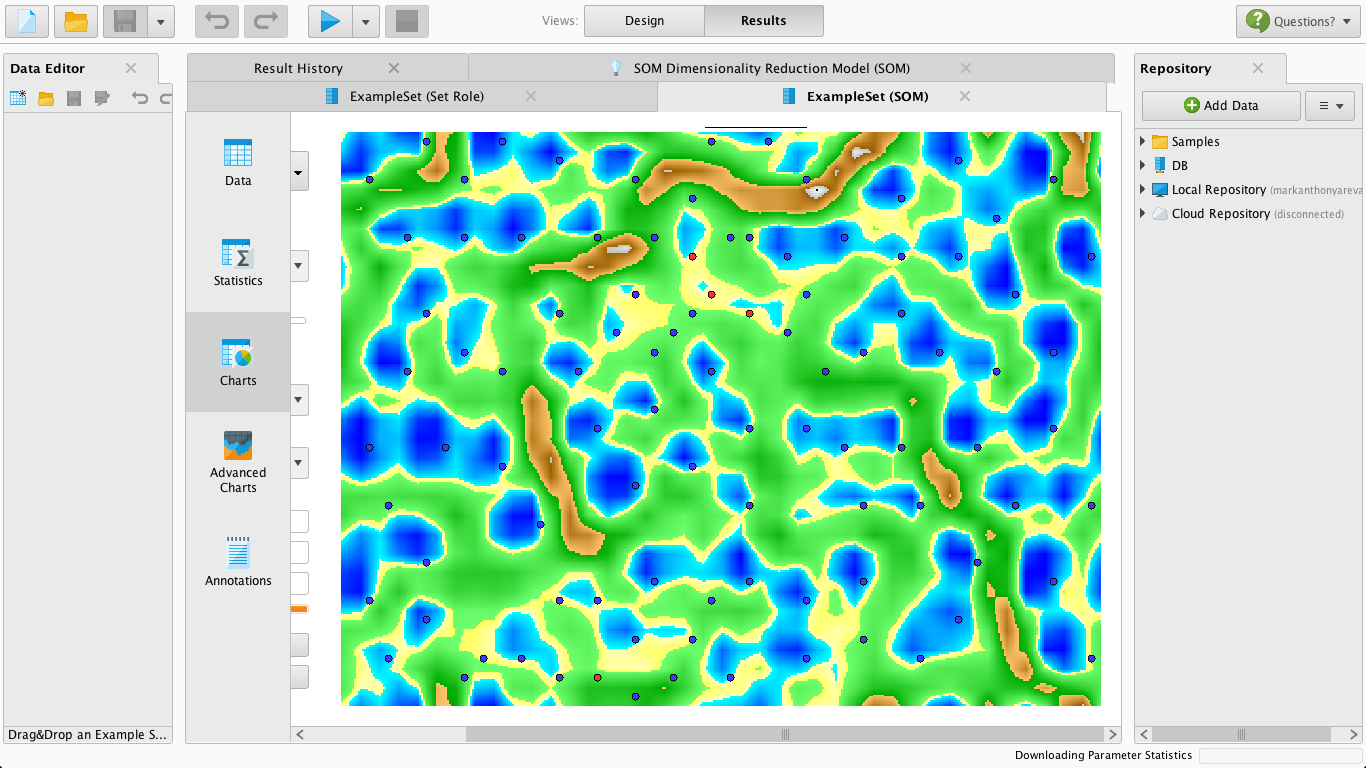 Views:
Design
Results
Questions?
Data Editor
Result History
SOM Dimensionality Reduction Model (SOM)
ExampleSet (Set Role)
ExampleSet (SOM)
Repository
Add Data
Data
Statistics
Charts
Advanced
Charts
Annotations
Samples
DB
Local Repository (markanthonyareva
Cloud Repository (disconnected)
Drag&Drop an Example S...
Downloading Parameter Statistics